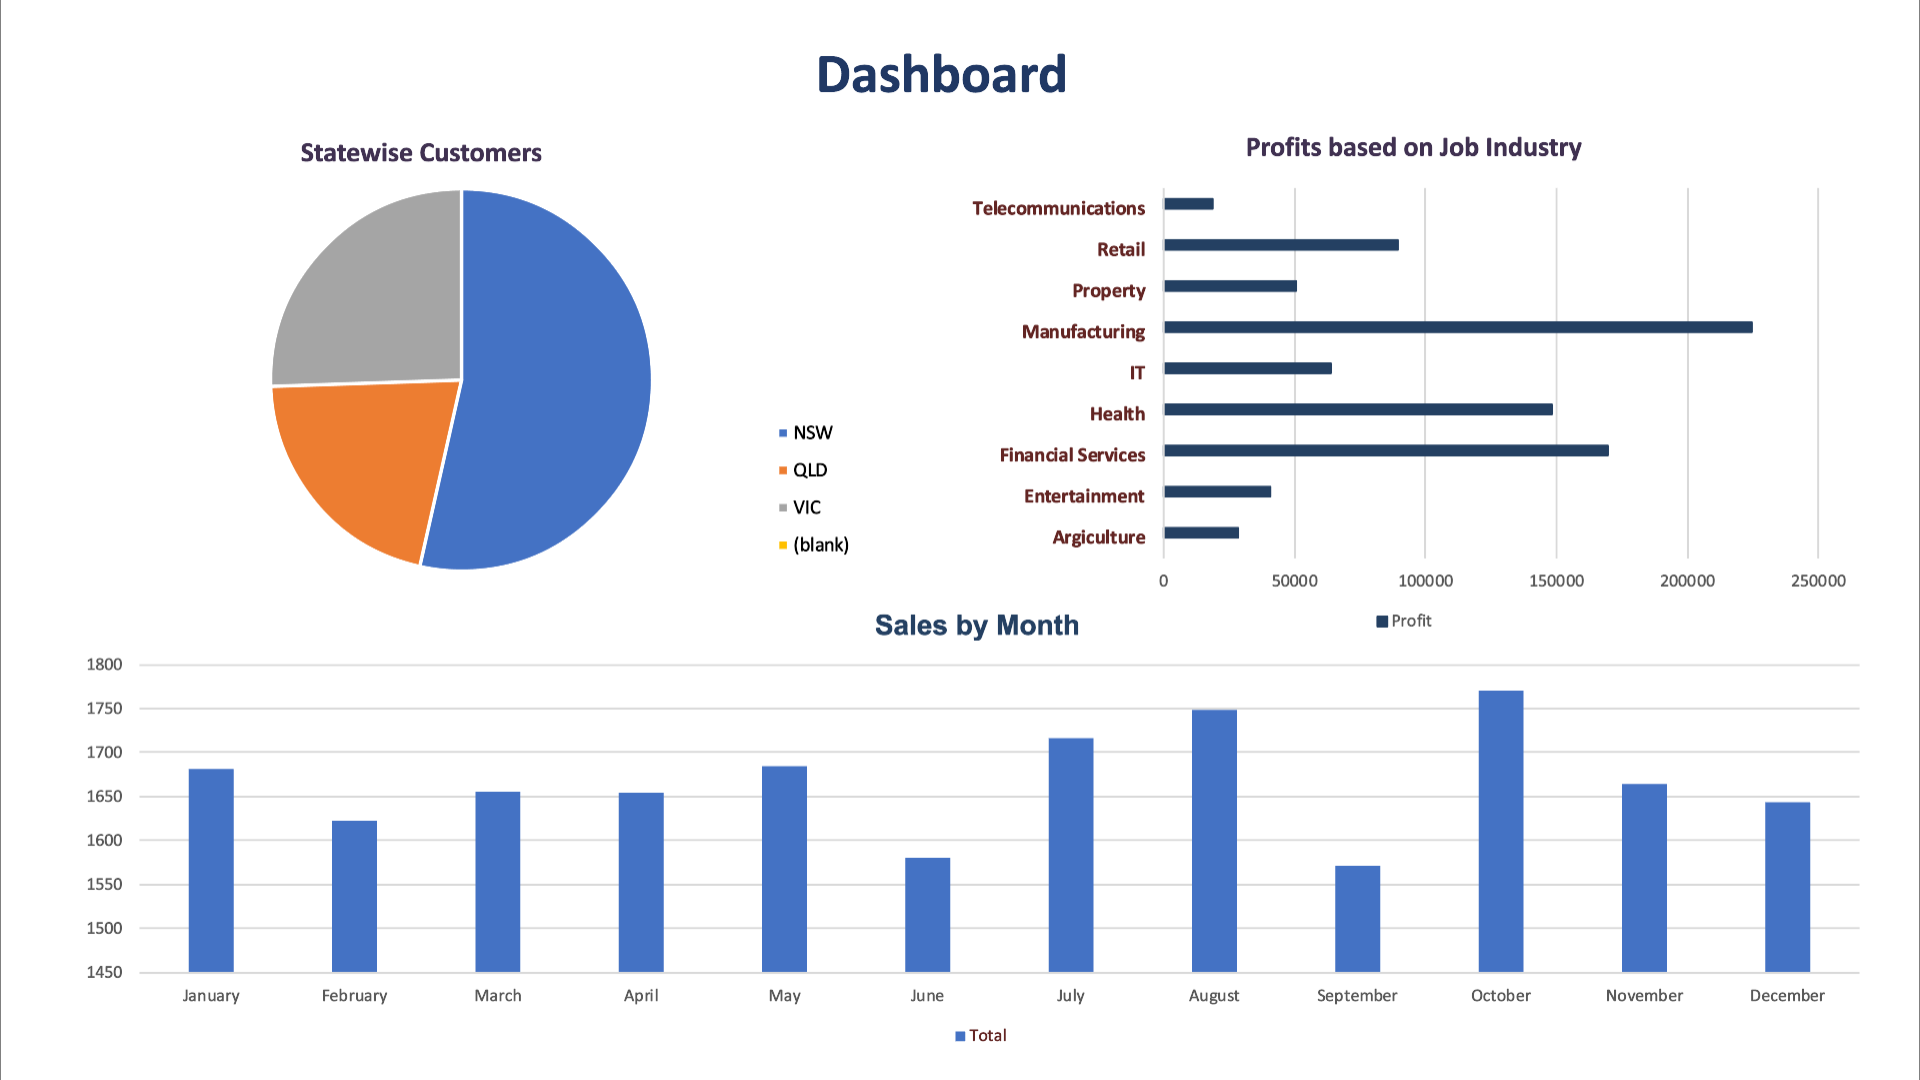 Dashboard
Statewise Customers
NSW
QLD
VIC
(blank)
Profits based on Job Industry
Telecommunications
Retail
Property
Manufacturing
IT
Health
Financial Services
Entertainment
Argiculture
0 50000 100000 150000 200000 250000
Profit
Sales by Month
1800
1750
1700
1650
1600
1550
1500
1450
January February March April May June July August September October November December
Total